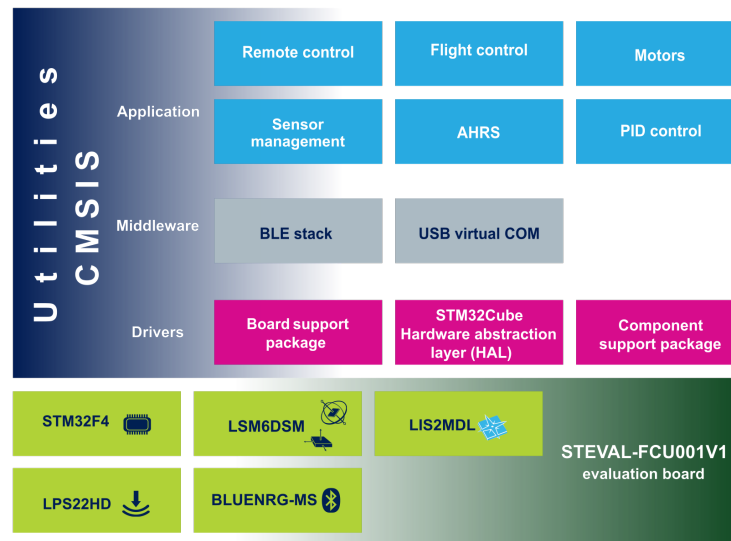 Utilities
CMSIS
Application
Remote control
Flight control
Motors
Sensor
management
AHRS
PID control
Middleware
BLE stack
USB virtual COM
Drivers
Board support
package
STM32Cube
Hardware abstraction
layer (HAL)
Component
support package
STM32F4
LSM6DSM
LIS2MDL
STEVAL-FCU001V1
evaluation board
LPS22HD
BLUENRG-MS